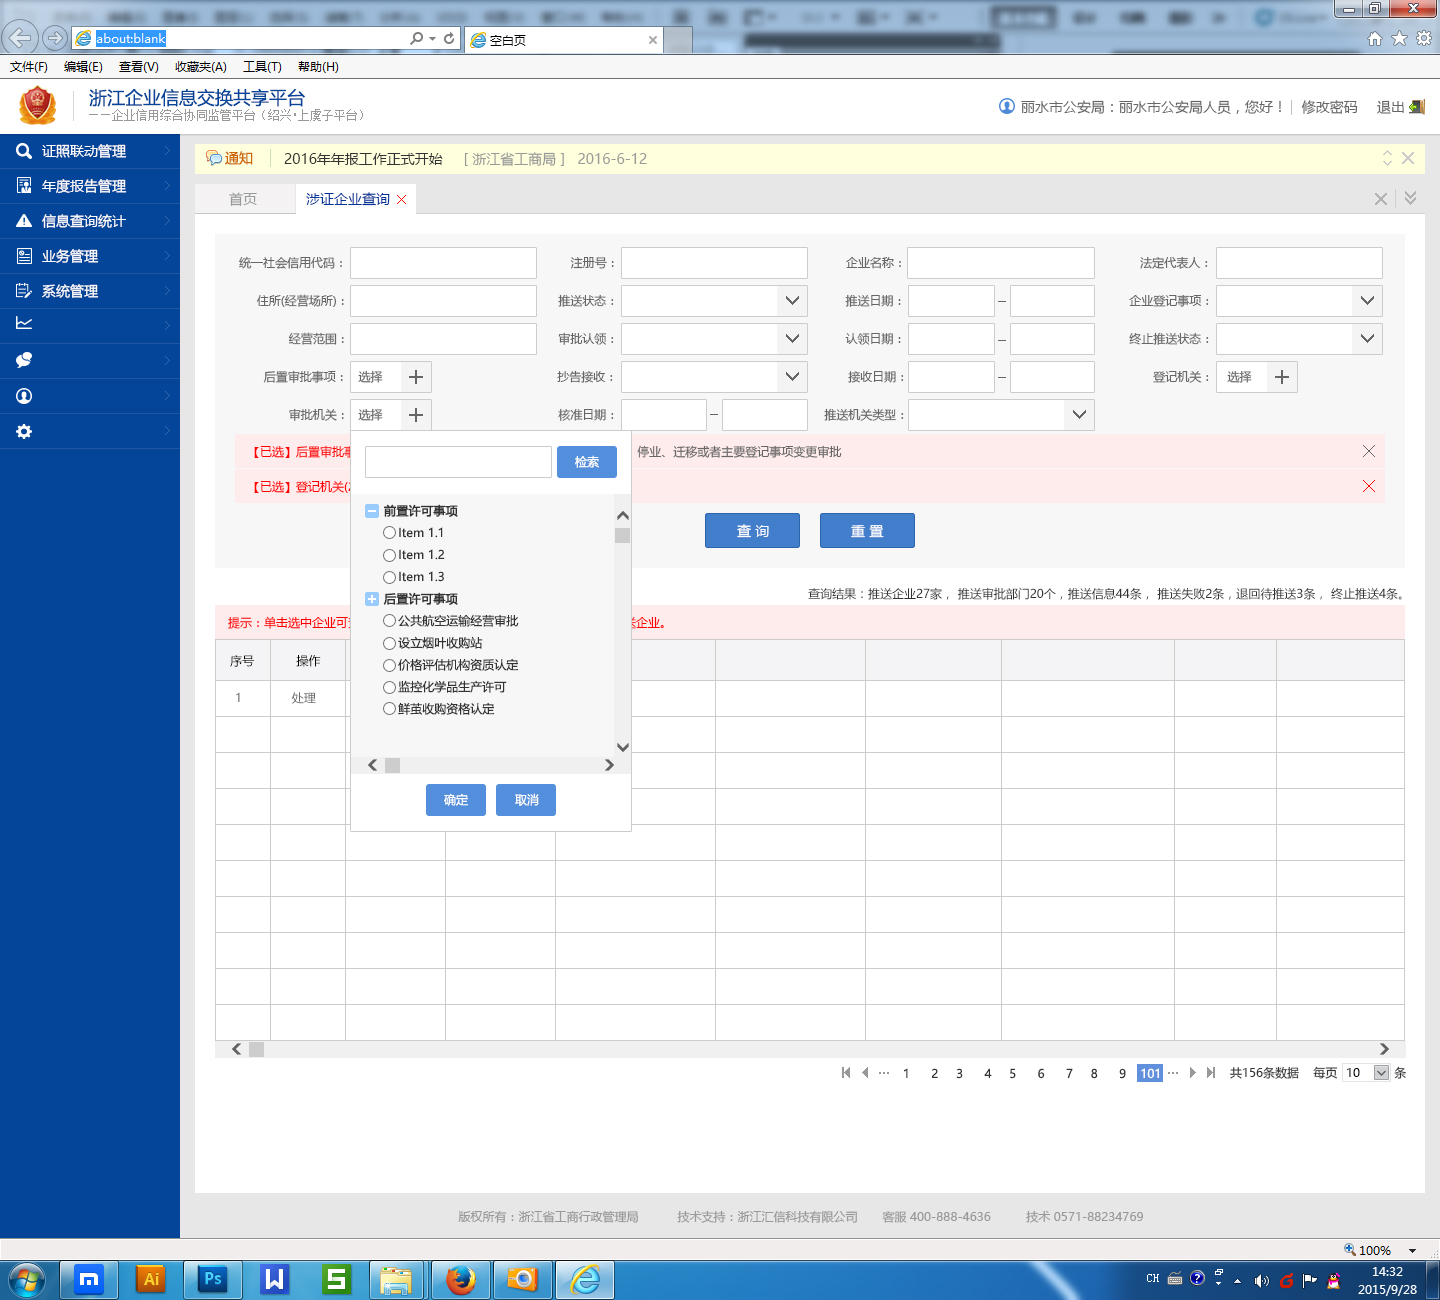 about:blank
空白页
文件(F) 编辑(E) 查看(V) 收藏夹(A) 工具(T) 帮助(H)
浙江企业信息交换共享平台
——企业信用综合协同监管平台（绍兴·上虞子平台）
丽水市公安局：丽水市公安局人员，您好！ 修改密码 退出
证照联动管理
年度报告管理
信息查询统计
业务管理
系统管理
通知 2016年年报工作正式开始 [ 浙江省工商局 ] 2016-6-12
首页 涉证企业查询
统一社会信用代码： 注册号： 企业名称： 法定代表人：
住所(经营场所)： 推送状态： 推送日期： – 企业登记事项：
经营范围： 审批认领： 认领日期： – 终止推送状态：
后置审批事项： 选择 抄告接收： 接收日期： – 登记机关： 选择
审批机关： 选择 核准日期： – 推送机关类型：
【已选】后置审批事 停业、迁移或者主要登记事项变更审批
【已选】登记机关(2
检索
前置许可事项
Item 1.1
Item 1.2
Item 1.3
后置许可事项
公共航空运输经营审批
设立烟叶收购站
价格评估机构资质认定
监控化学品生产许可
鲜茧收购资格认定
确定 取消
查 询 重 置
查询结果：推送企业27家， 推送审批部门20个，推送信息44条， 推送失败2条，退回待推送3条， 终止推送4条。
提示：单击选中企业可 企业。
序号 操作
1 处理
··· 1 2 3 4 5 6 7 8 9 101 ··· 共156条数据 每页 10 条
版权所有：浙江省工商行政管理局 技术支持：浙江汇信科技有限公司 客服 400-888-4636 技术 0571-88234769
100%
m Ai Ps W S
CH 14:32
2015/9/28